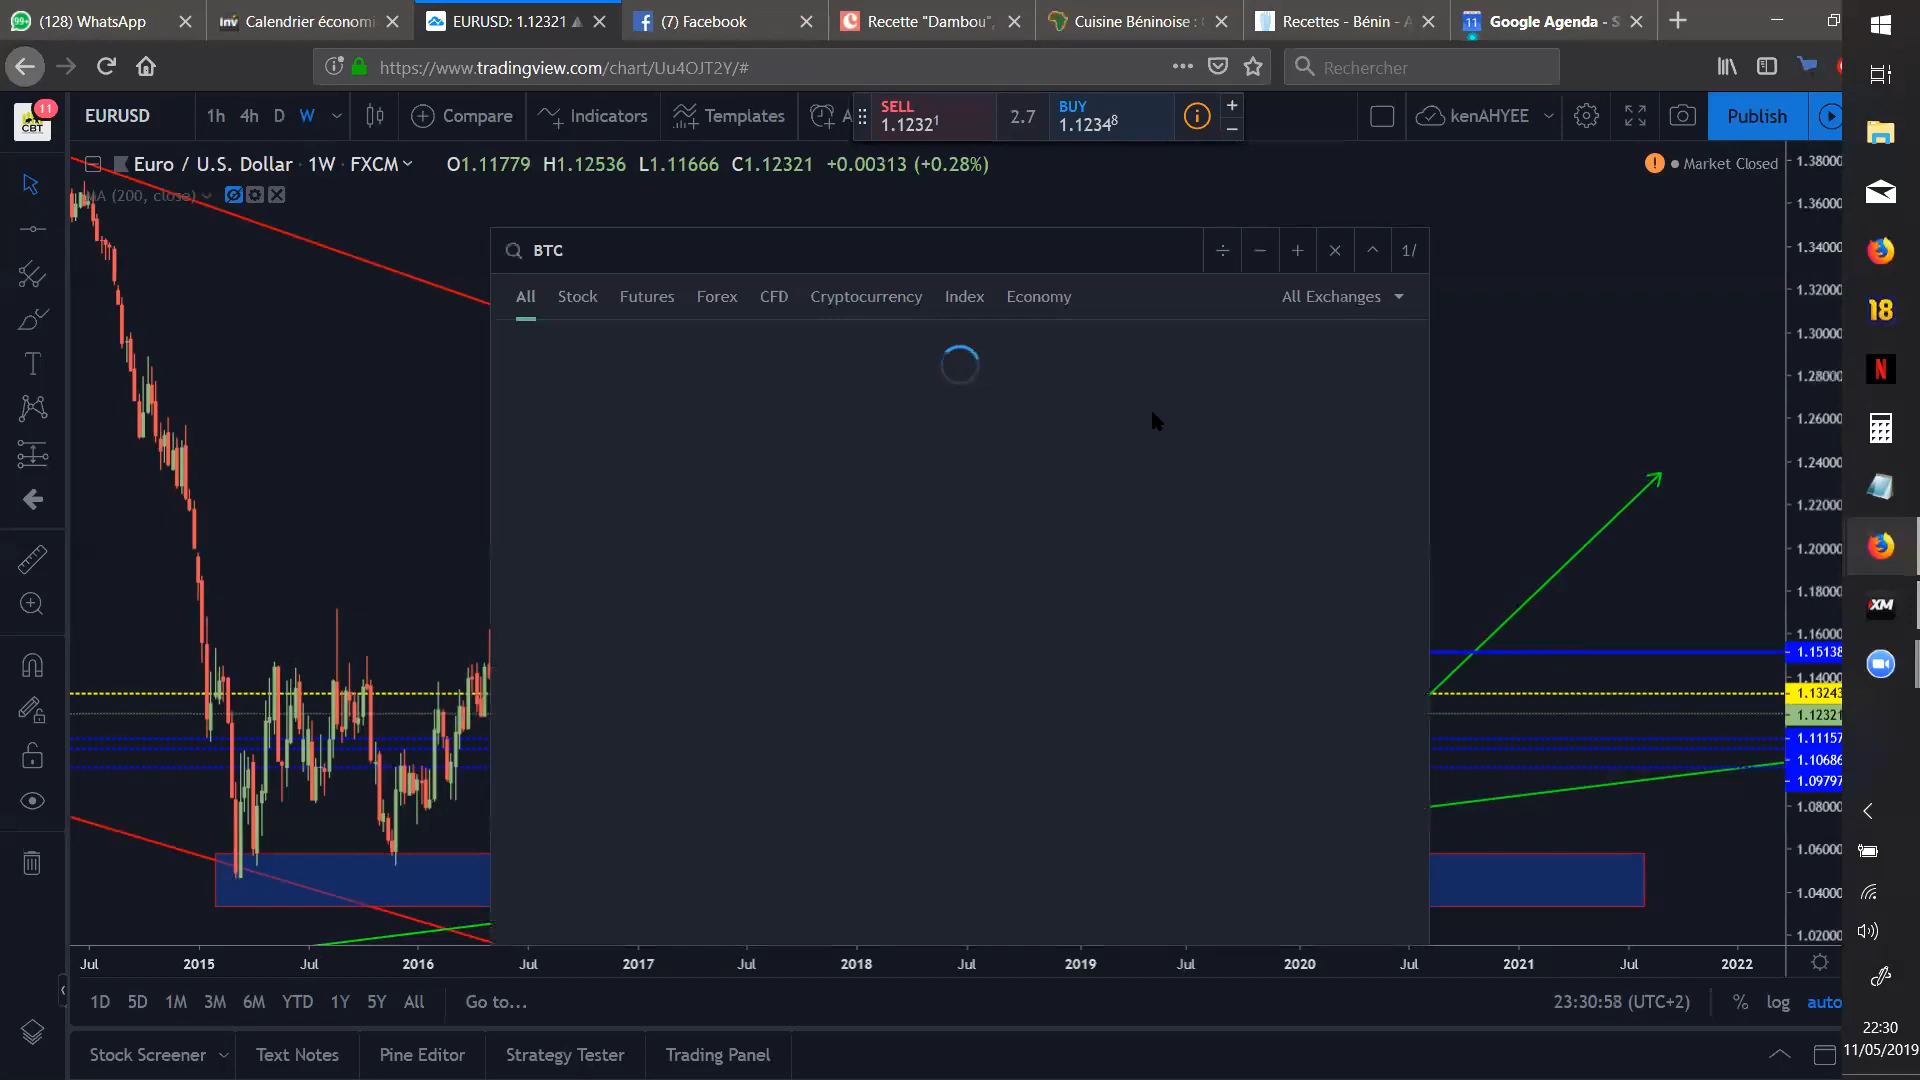 (128) WhatsApp
Calendrier économi
EURUSD: 1.12321
(7) Facebook
Recette "Dambou",
Cuisine Béninoise :
Recettes - Bénin - A
Google Agenda - S
https://www.tradingview.com/chart/Uu4OJT2Y/#
Rechercher
11
CBT
EURUSD
1h
4h
D
W
Compare
Indicators
Templates
A
SELL
1.1232¹
2.7
BUY
1.1234⁸
kenAHYEE
Publish
Euro / U.S. Dollar · 1W · FXCM
O1.11779 H1.12536 L1.11666 C1.12321 +0.00313 (+0.28%)
Market Closed
MA (200, close)
BTC
1/
All
Stock
Futures
Forex
CFD
Cryptocurrency
Index
Economy
All Exchanges
1.38000
1.36000
1.34000
1.32000
1.30000
1.28000
1.26000
1.24000
1.22000
1.20000
1.18000
1.16000
1.15138
1.14000
1.13243
1.12321
1.11157
1.10686
1.09797
1.08000
1.06000
1.04000
1.02000
Jul
2015
Jul
2016
Jul
2017
Jul
2018
Jul
2019
Jul
2020
Jul
2021
Jul
2022
1D
5D
1M
3M
6M
YTD
1Y
5Y
All
Go to...
23:30:58 (UTC+2)
%
log
auto
Stock Screener
Text Notes
Pine Editor
Strategy Tester
Trading Panel
18
N
XM
22:30
11/05/2019